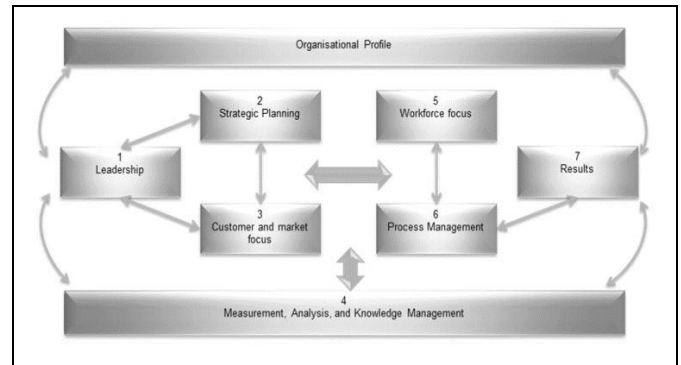 Organisational Profile
2
Strategic Planning
5
Workforce focus
1
Leadership
7
Results
3
Customer and market
focus
6
Process Management
4
Measurement, Analysis, and Knowledge Management